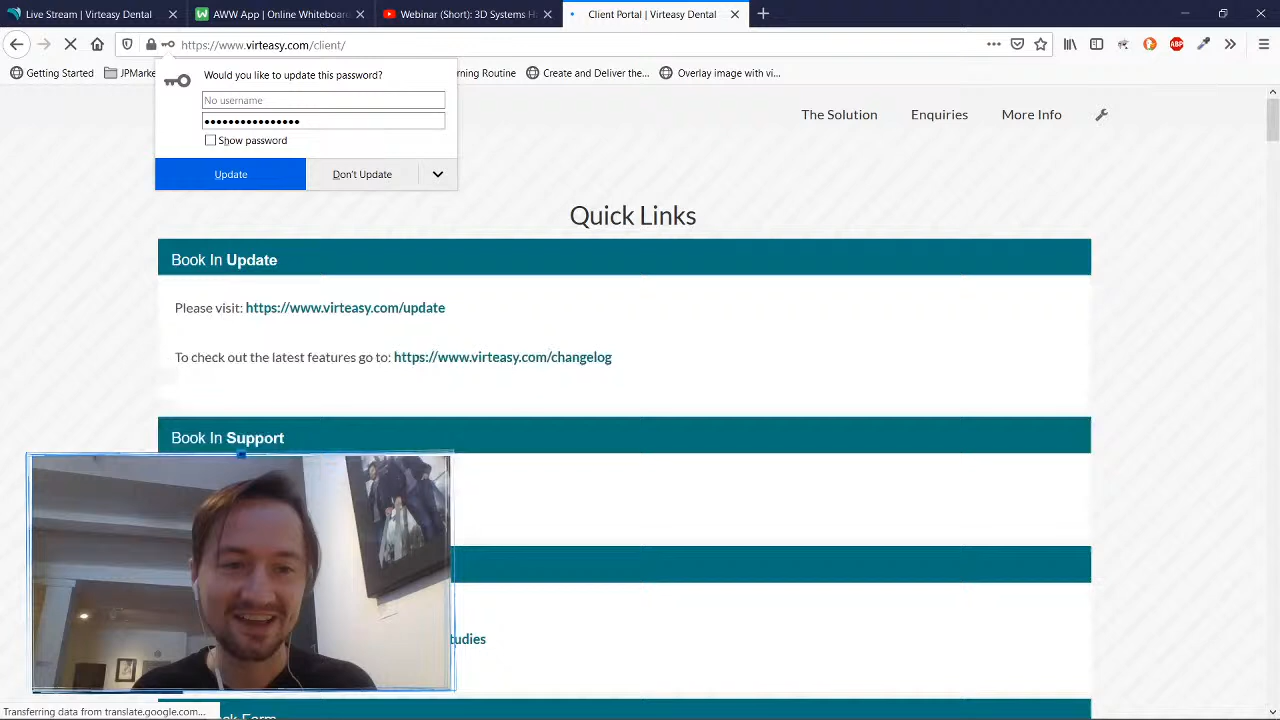 Live Stream | Virteasy Dental
AWW App | Online Whiteboard
Webinar (Short): 3D Systems H
Client Portal | Virteasy Dental
https://www.virteasy.com/client/
Getting Started
JPMarke
rning Routine
Create and Deliver the...
Overlay image with vi...
Would you like to update this password?
No username
Show password
Update
Don't Update
The Solution
Enquiries
More Info
Quick Links
Book In Update
Please visit: https://www.virteasy.com/update
To check out the latest features go to: https://www.virteasy.com/changelog
Book In Support
tudies
Transferring data from translate.google.com...
ck Form